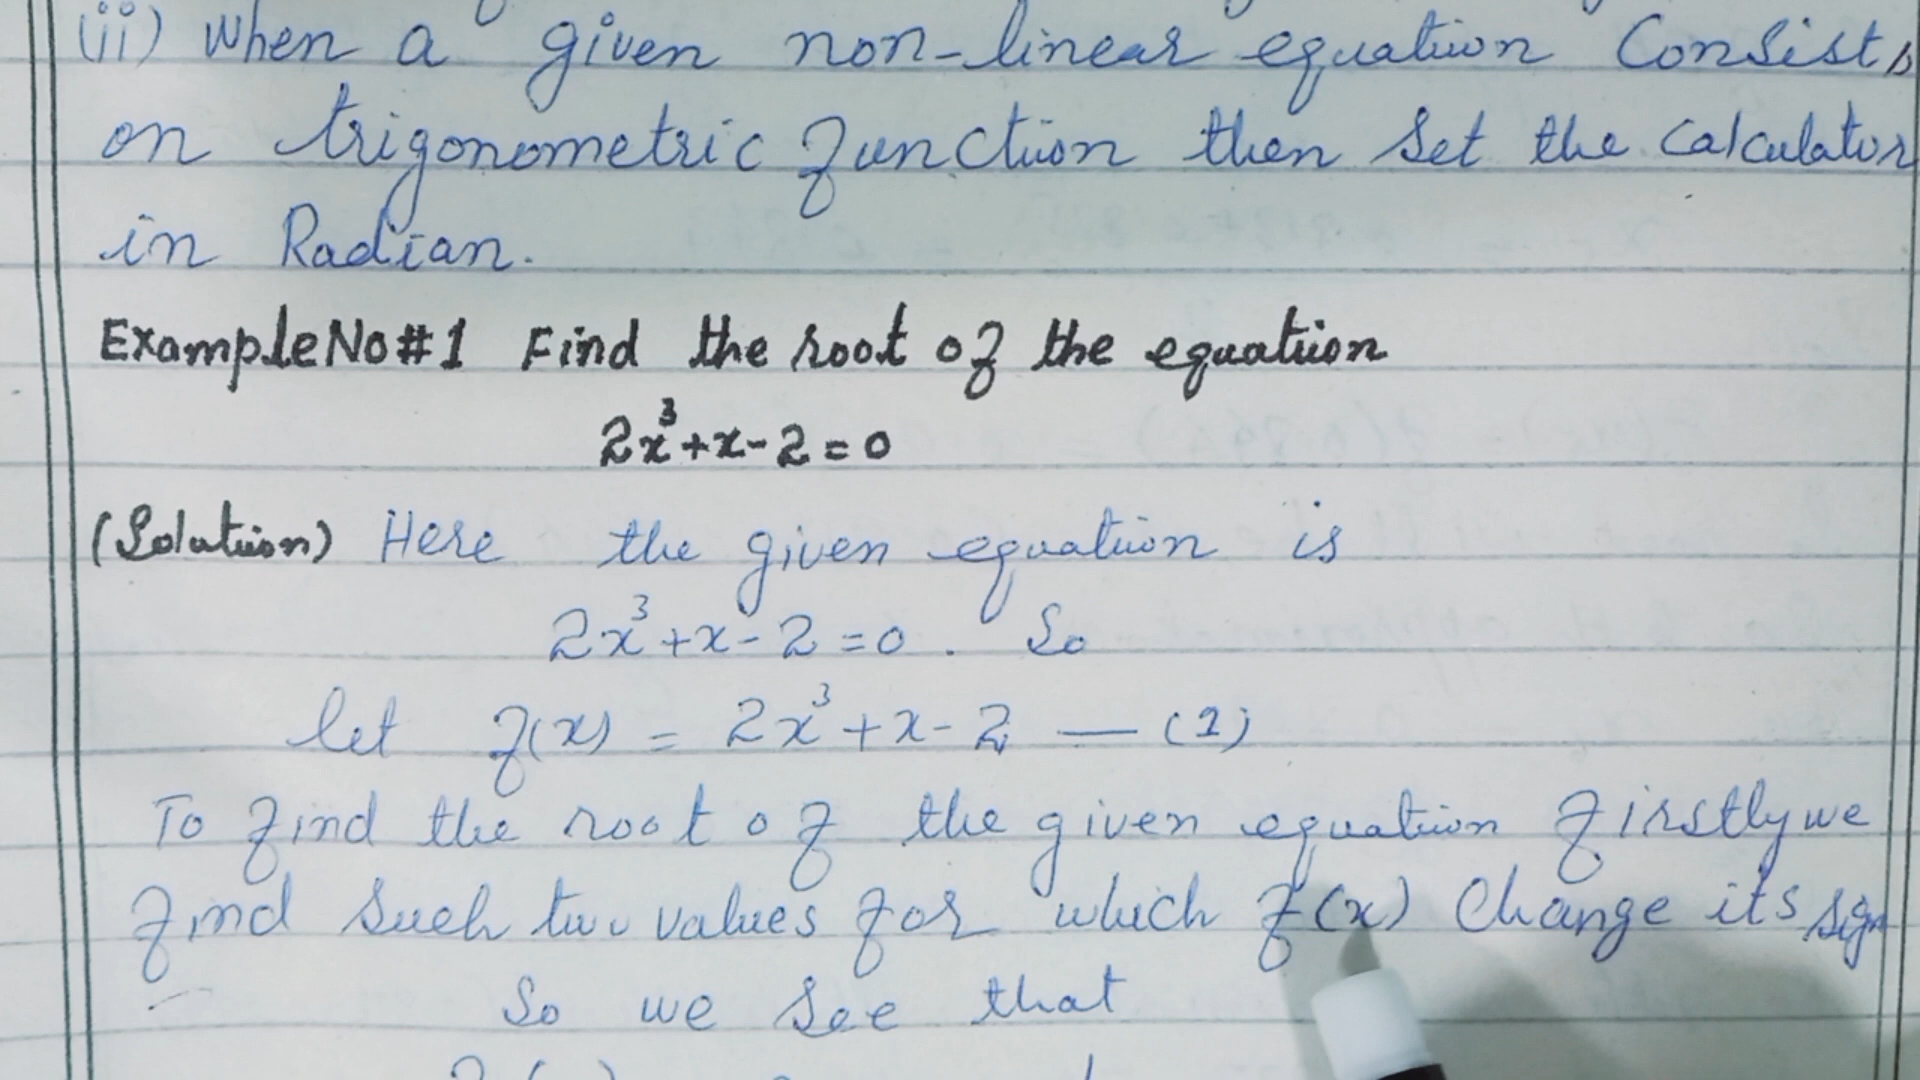 (ii) When a given non-linear equation Consists
on trigonometric function then Set the Calculator
in Radian.
Example No#1 Find the root of the equation
2x³+x-2=0
(Solution) Here the given equation is
2x³+x-2=0. So
let f(x) = 2x³+x-2 — (1)
To find the root of the given equation firstly we
find Such two values for which f(x) Change its sign
So we See that